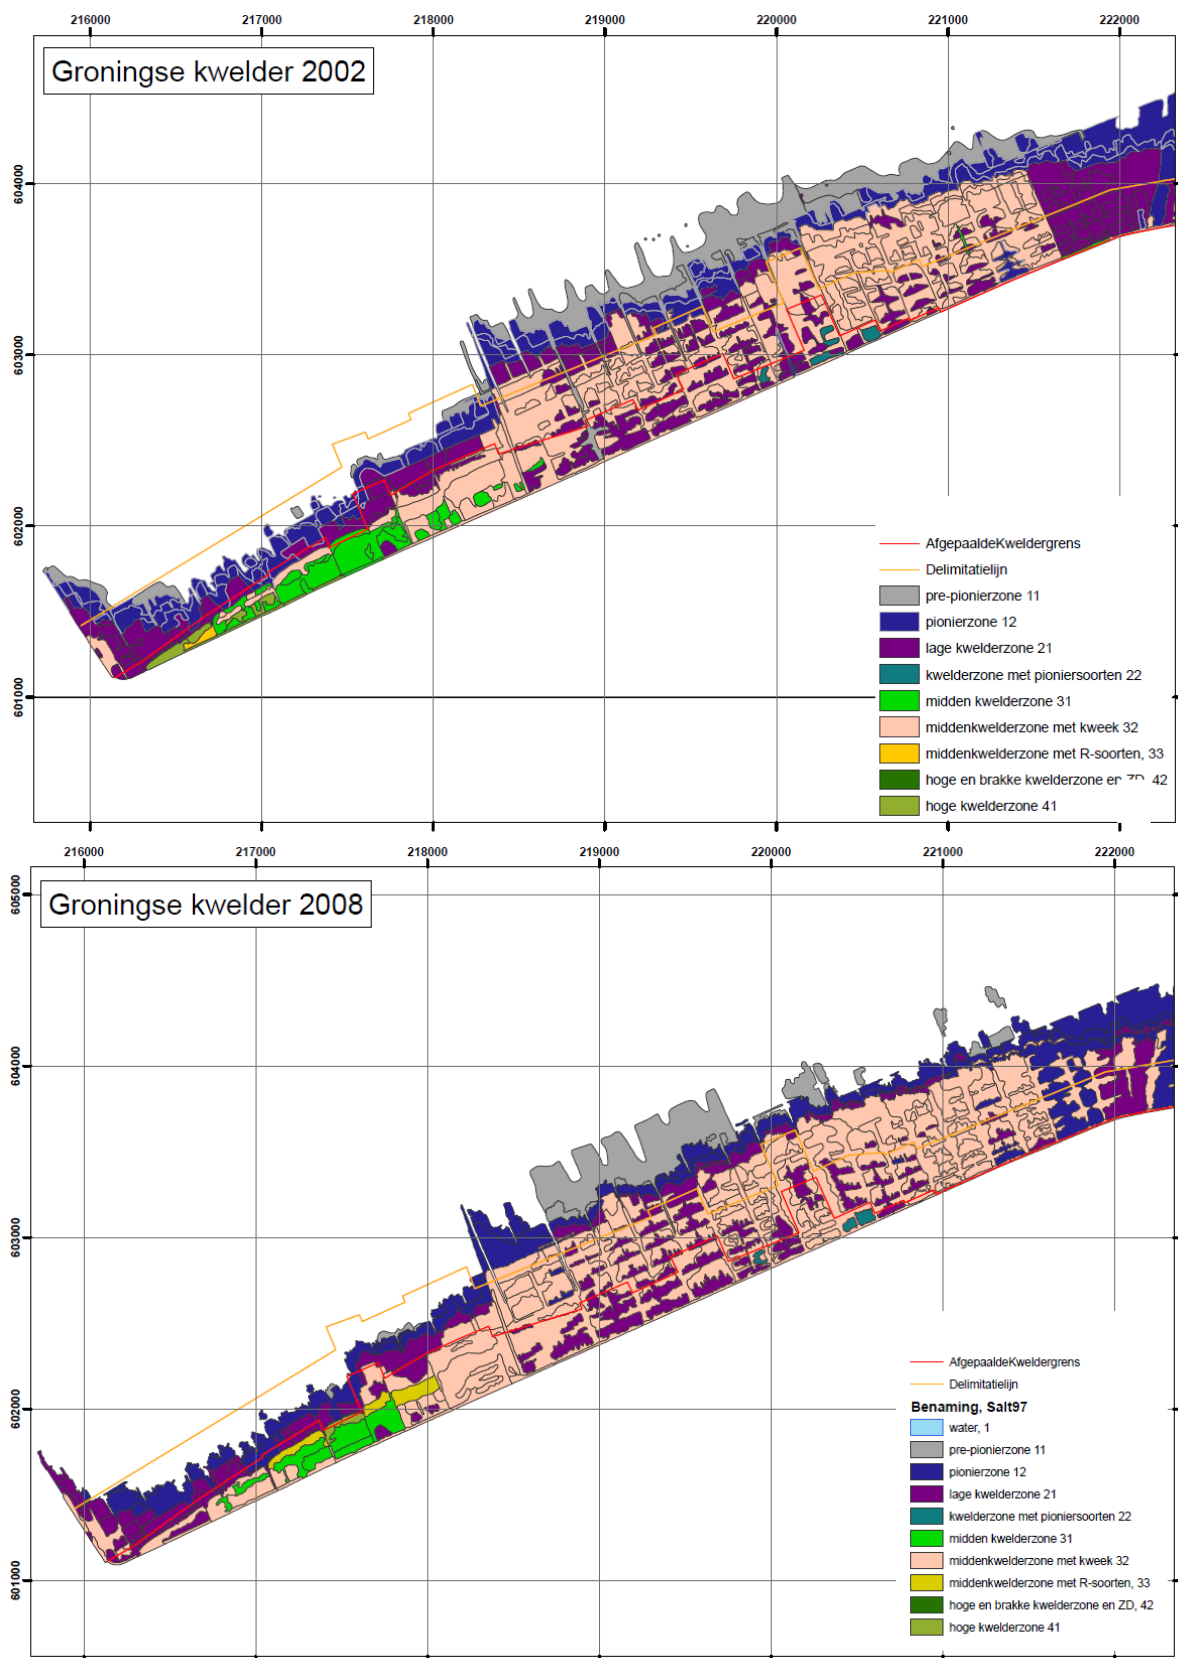 216000 217000 218000 219000 220000 221000 222000
Groningse kwelder 2002
604000
603000
602000
601000
AfgepaaldeKweldergrens
Delimitatielijn
pre-pionierzone 11
pionierzone 12
lage kwelderzone 21
kwelderzone met pioniersoorten 22
midden kwelderzone 31
middenkwelderzone met kweek 32
middenkwelderzone met R-soorten, 33
hoge en brakke kwelderzone en ZD, 42
hoge kwelderzone 41
216000 217000 218000 219000 220000 221000 222000
605000
Groningse kwelder 2008
604000
603000
602000
601000
AfgepaaldeKweldergrens
Delimitatielijn
Benaming, Salt97
water, 1
pre-pionierzone 11
pionierzone 12
lage kwelderzone 21
kwelderzone met pioniersoorten 22
midden kwelderzone 31
middenkwelderzone met kweek 32
middenkwelderzone met R-soorten, 33
hoge en brakke kwelderzone en ZD, 42
hoge kwelderzone 41